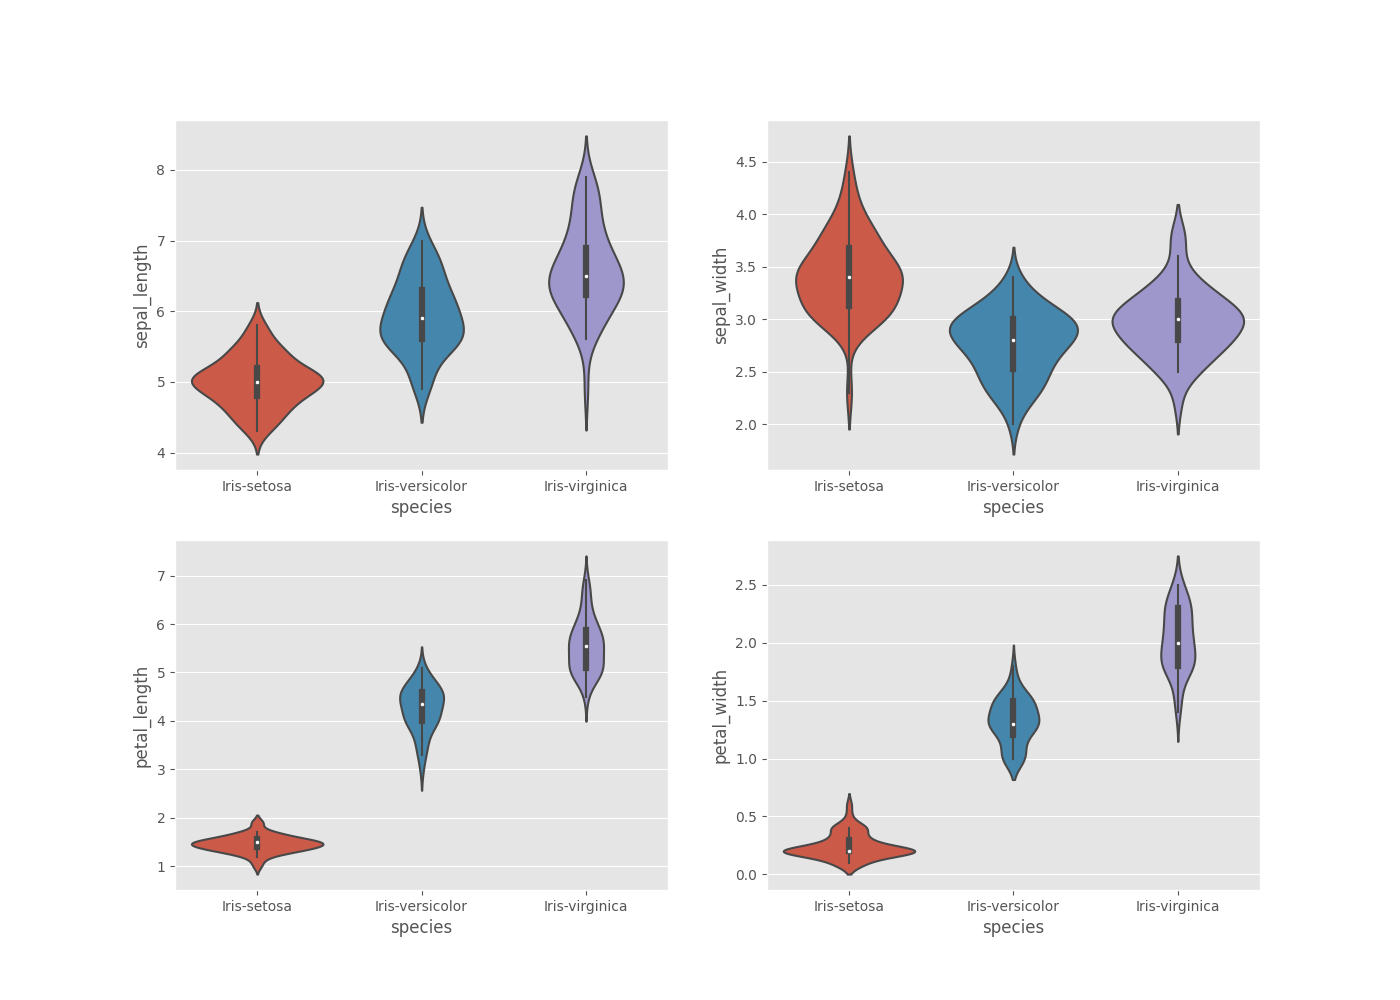 8
7
6
5
4
sepal_length
Iris-setosa Iris-versicolor Iris-virginica
species
4.5
4.0
3.5
3.0
2.5
2.0
sepal_width
Iris-setosa Iris-versicolor Iris-virginica
species
7
6
5
4
3
2
1
petal_length
Iris-setosa Iris-versicolor Iris-virginica
species
2.5
2.0
1.5
1.0
0.5
0.0
petal_width
Iris-setosa Iris-versicolor Iris-virginica
species